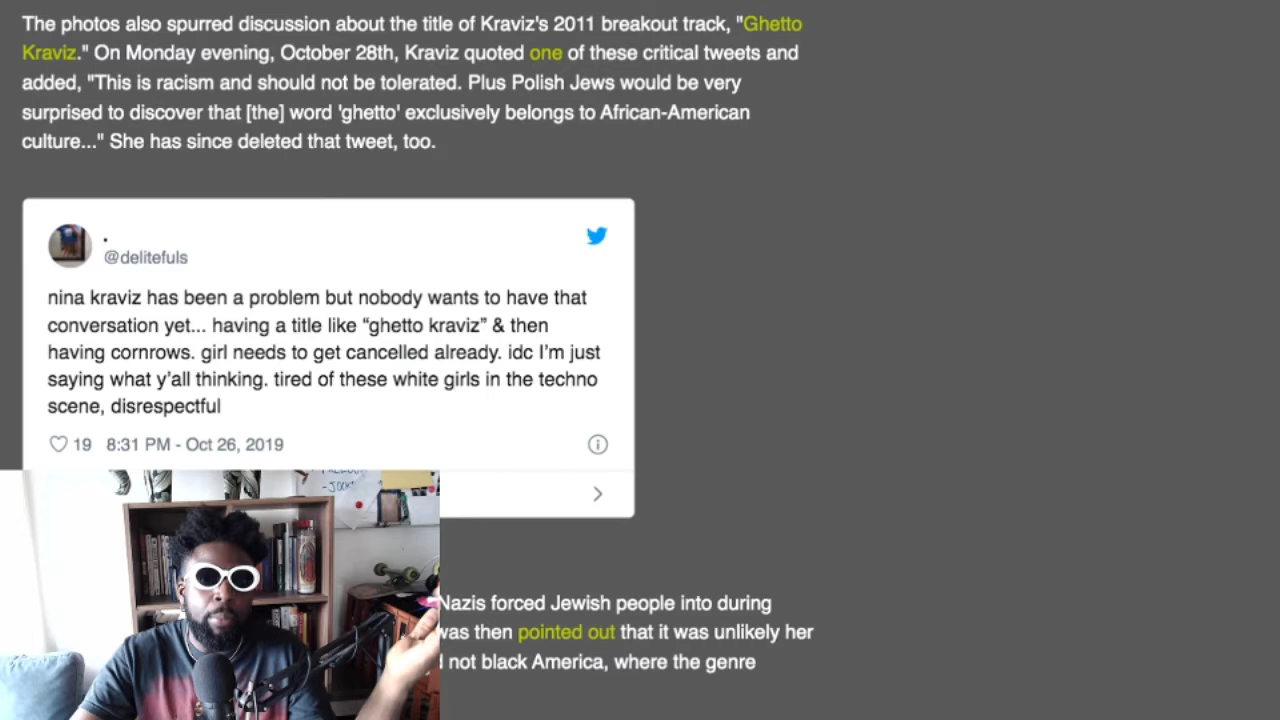 The photos also spurred discussion about the title of Kraviz's 2011 breakout track, "Ghetto
Kraviz." On Monday evening, October 28th, Kraviz quoted one of these critical tweets and
added, "This is racism and should not be tolerated. Plus Polish Jews would be very
surprised to discover that [the] word 'ghetto' exclusively belongs to African-American
culture..." She has since deleted that tweet, too.
.
@delitefuls
nina kraviz has been a problem but nobody wants to have that
conversation yet... having a title like “ghetto kraviz” & then
having cornrows. girl needs to get cancelled already. idc I’m just
saying what y’all thinking. tired of these white girls in the techno
scene, disrespectful
19 8:31 PM - Oct 26, 2019
-JOCK
Nazis forced Jewish people into during
was then pointed out that it was unlikely her
not black America, where the genre